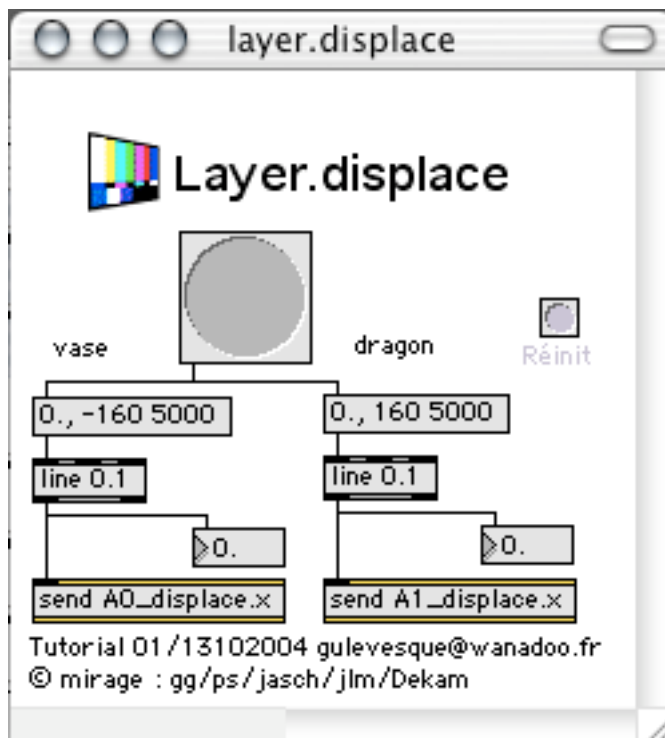 layer.displace
Layer.displace
vase
dragon
Réinit
0., -160 5000
0., 160 5000
line 0.1
line 0.1
0.
0.
send A0_displace.x
send A1_displace.x
Tutorial 01/13102004 gulevesque@wanadoo.fr
© mirage : gg/ps/jasch/jlm/Dekam